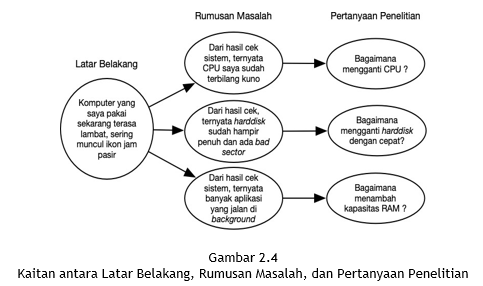 Rumusan Masalah
Pertanyaan Penelitian
Latar Belakang
Komputer yang
saya pakai
sekarang terasa
lambat, sering
muncul ikon jam
pasir
Dari hasil cek
sistem, ternyata
CPU saya sudah
terbilang kuno
Bagaimana
mengganti CPU ?
Dari hasil cek,
ternyata harddisk
sudah hampir
penuh dan ada bad
sector
Bagaimana
mengganti harddisk
dengan cepat?
Dari hasil cek
sistem, ternyata
banyak aplikasi
yang jalan di
background
Bagaimana
menambah
kapasitas RAM ?
Gambar 2.4
Kaitan antara Latar Belakang, Rumusan Masalah, dan Pertanyaan Penelitian